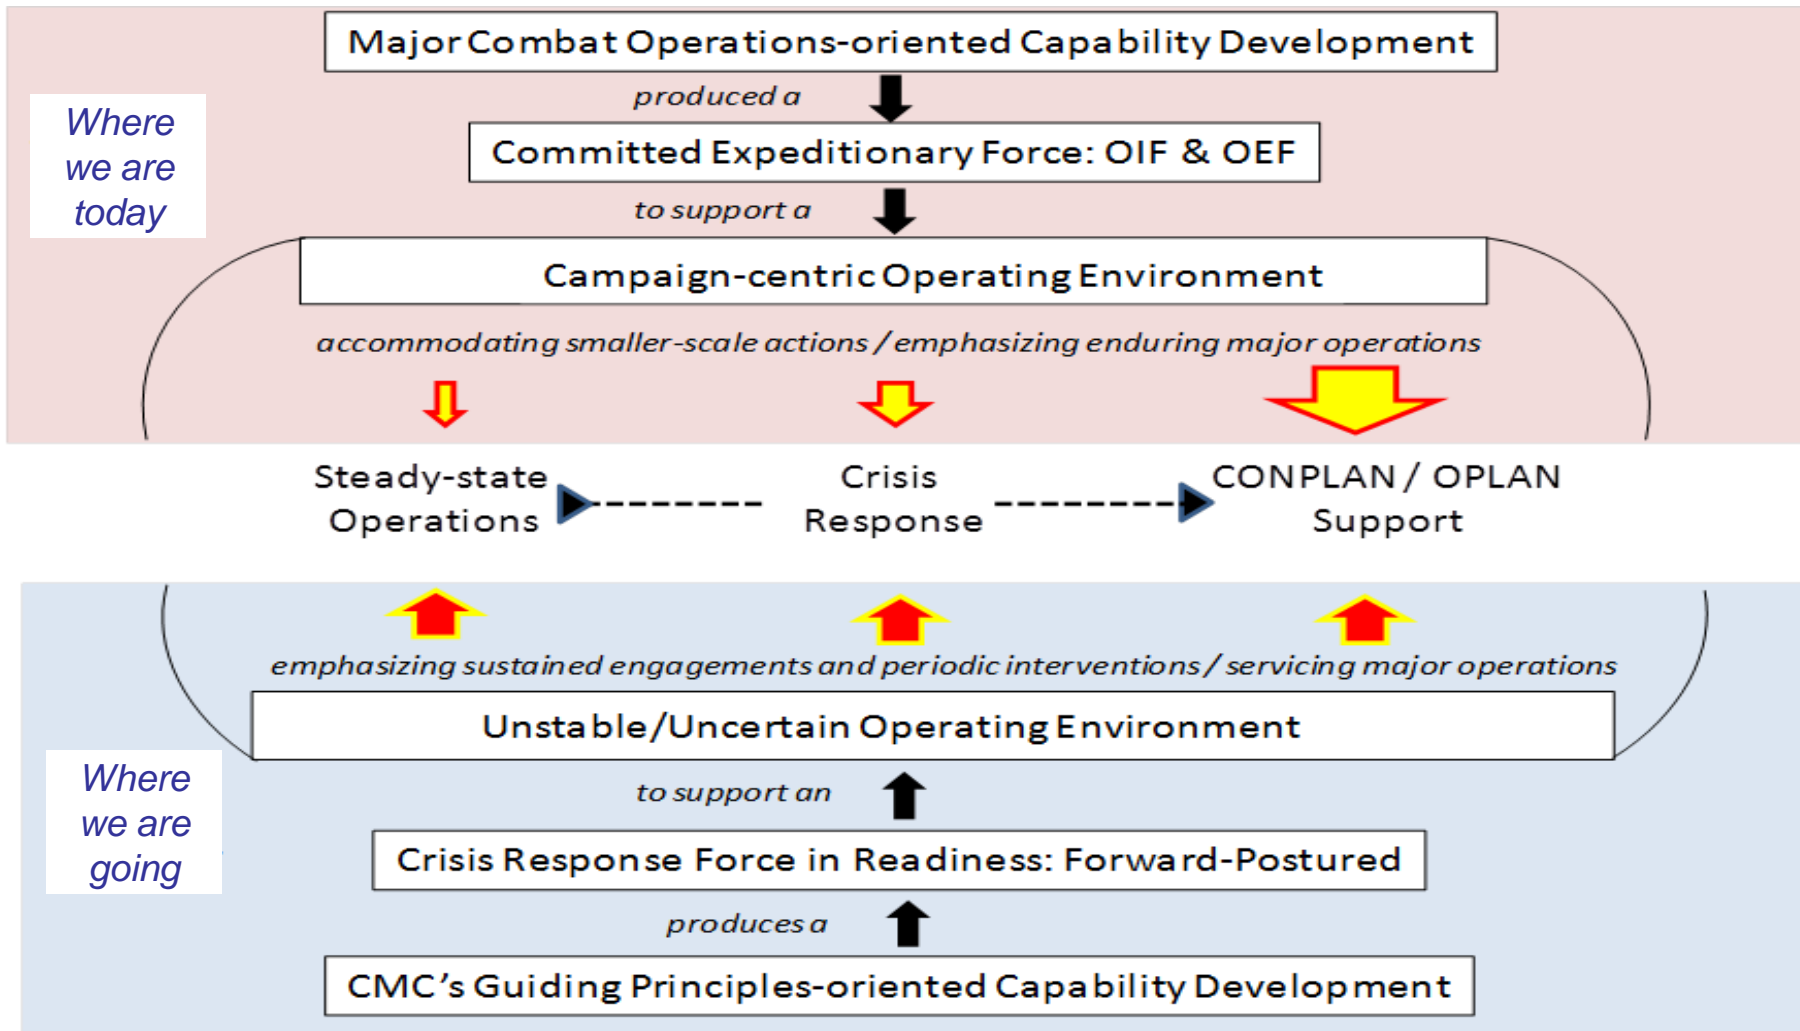 Major Combat Operations-oriented Capability Development
produced a
Where
we are
today
Committed Expeditionary Force: OIF & OEF
to support a
Campaign-centric Operating Environment
accommodating smaller-scale actions / emphasizing enduring major operations
Steady-state
Operations
Crisis
Response
CONPLAN / OPLAN
Support
emphasizing sustained engagements and periodic interventions / servicing major operations
Unstable/Uncertain Operating Environment
Where
we are
going
to support an
Crisis Response Force in Readiness: Forward-Postured
produces a
CMC’s Guiding Principles-oriented Capability Development